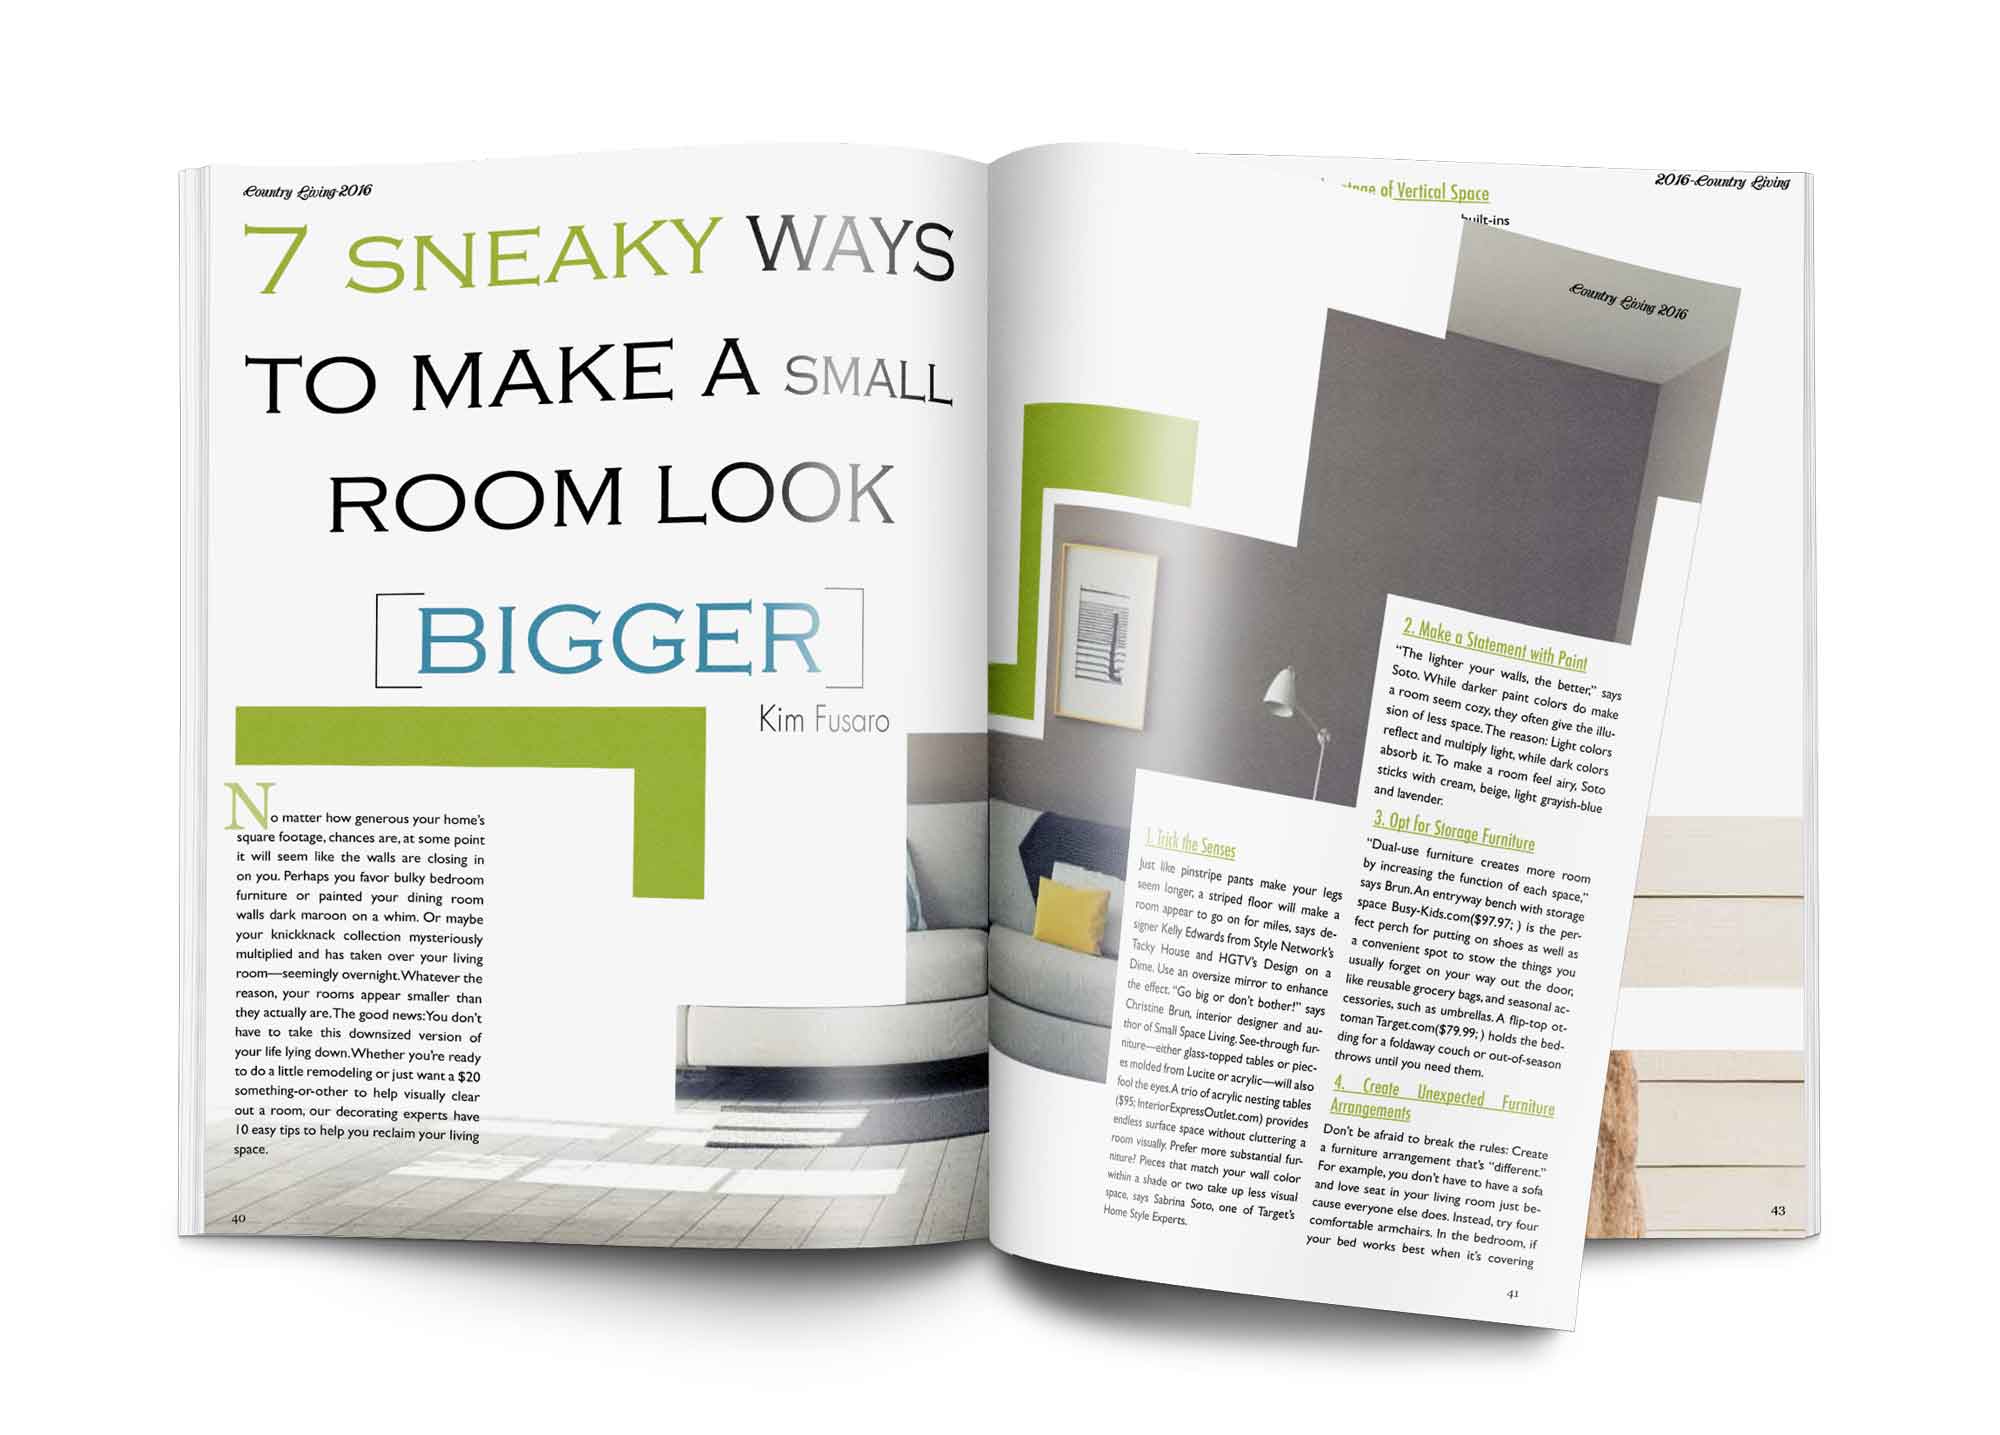 Country Living-2016
7 SNEAKY WAYS
TO MAKE A SMALL
ROOM LOOK
[BIGGER]
Kim Fusaro
No matter how generous your home's
square footage, chances are, at some point
it will seem like the walls are closing in
on you. Perhaps you favor bulky bedroom
furniture or painted your dining room
walls dark maroon on a whim. Or maybe
your knickknack collection mysteriously
multiplied and has taken over your living
room—seemingly overnight. Whatever the
reason, your rooms appear smaller than
they actually are. The good news: You don't
have to take this downsized version of
your life lying down. Whether you're ready
to do a little remodeling or just want a $20
something-or-other to help visually clear
out a room, our decorating experts have
10 easy tips to help you reclaim your living
space.
40
Country Living 2016
1. Trick the Senses
Just like pinstripe pants make your legs
seem longer, a striped floor will make a
room appear to go on for miles, says de-
signer Kelly Edwards from Style Network's
Tacky House and HGTV's Design on a
Dime. Use an oversize mirror to enhance
the effect. "Go big or don't bother!" says
Christine Brun, interior designer and au-
thor of Small Space Living. See-through fur-
niture—either glass-topped tables or piec-
es molded from Lucite or acrylic—will also
fool the eyes. A trio of acrylic nesting tables
($95; InteriorExpressOutlet.com) provides
endless surface space without cluttering a
room visually. Prefer more substantial fur-
niture? Pieces that match your wall color
within a shade or two take up less visual
space, says Sabrina Soto, one of Target's
Home Style Experts.
2. Make a Statement with Paint
"The lighter your walls, the better," says
Soto. While darker paint colors do make
a room seem cozy, they often give the illu-
sion of less space. The reason: Light colors
reflect and multiply light, while dark colors
absorb it. To make a room feel airy, Soto
sticks with cream, beige, light grayish-blue
and lavender.
3. Opt for Storage Furniture
"Dual-use furniture creates more room
by increasing the function of each space,"
says Brun. An entryway bench with storage
space Busy-Kids.com($97.97; ) is the per-
fect perch for putting on shoes as well as
a convenient spot to stow the things you
usually forget on your way out the door,
like reusable grocery bags, and seasonal ac-
cessories, such as umbrellas. A flip-top ot-
toman Target.com($79.99; ) holds the bed-
ding for a foldaway couch or out-of-season
throws until you need them.
4. Create Unexpected Furniture
Arrangements
Don't be afraid to break the rules: Create
a furniture arrangement that's "different."
For example, you don't have to have a sofa
and love seat in your living room just be-
cause everyone else does. Instead, try four
comfortable armchairs. In the bedroom, if
your bed works best when it's covering
41
of Vertical Space
built-ins
2016-Country Living
43